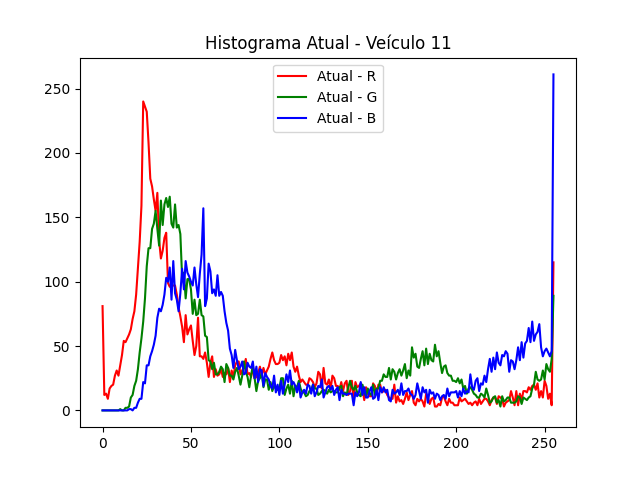 Histograma Atual - Veículo 11
Atual - R
Atual - G
Atual - B
250
200
150
100
50
0
0 50 100 150 200 250